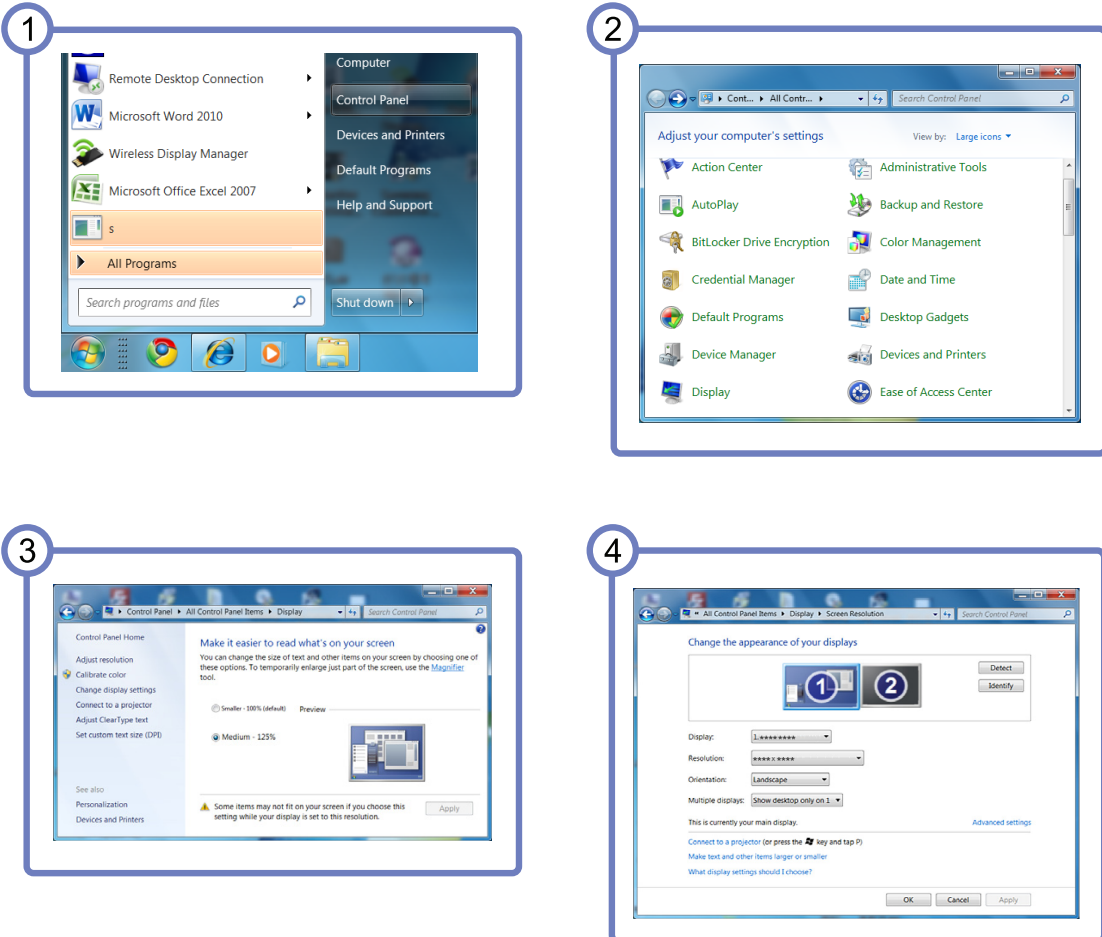 1
Remote Desktop Connection
Microsoft Word 2010
Wireless Display Manager
Microsoft Office Excel 2007
s
All Programs
Search programs and files
Computer
Control Panel
Devices and Printers
Default Programs
Help and Support
Shut down
2
Cont... All Contr...
Search Control Panel
Adjust your computer's settings
View by: Large icons
Action Center
Administrative Tools
AutoPlay
Backup and Restore
BitLocker Drive Encryption
Color Management
Credential Manager
Date and Time
Default Programs
Desktop Gadgets
Device Manager
Devices and Printers
Display
Ease of Access Center
3
Control Panel All Control Panel Items Display
Search Control Panel
Control Panel Home
Adjust resolution
Calibrate color
Change display settings
Connect to a projector
Adjust ClearType text
Set custom text size (DPI)
See also
Personalization
Devices and Printers
Make it easier to read what's on your screen
You can change the size of text and other items on your screen by choosing one of
these options. To temporarily enlarge just part of the screen, use the Magnifier
tool.
Smaller - 100% (default)
Preview
Medium - 125%
Some items may not fit on your screen if you choose this
setting while your display is set to this resolution.
Apply
4
« All Control Panel Items Display Screen Resolution
Search Control Panel
Change the appearance of your displays
1
2
Detect
Identify
Display: 1.********
Resolution: **** x ****
Orientation: Landscape
Multiple displays: Show desktop only on 1
This is currently your main display.
Advanced settings
Connect to a projector (or press the key and tap P)
Make text and other items larger or smaller
What display settings should I choose?
OK
Cancel
Apply